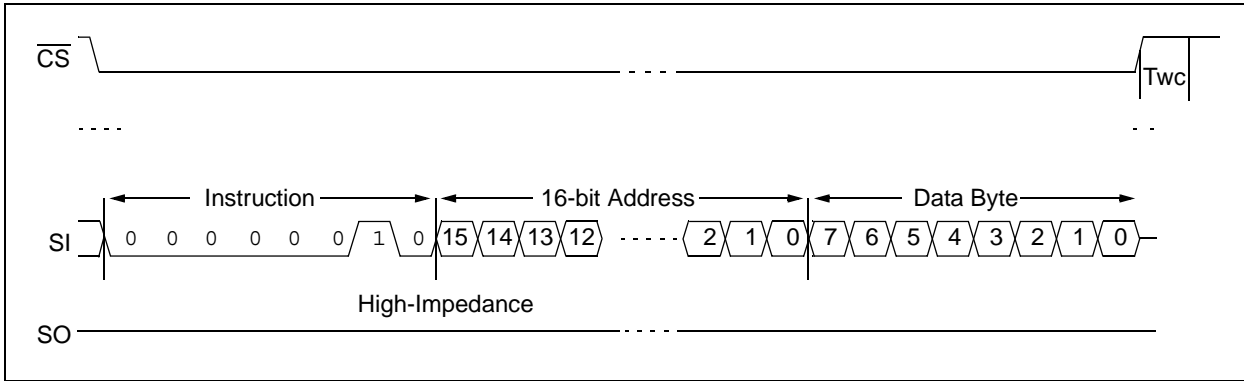 CS
Twc
Instruction 16-bit Address Data Byte
SI 0 0 0 0 0 0 1 0 15 14 13 12 2 1 0 7 6 5 4 3 2 1 0
High-Impedance
SO